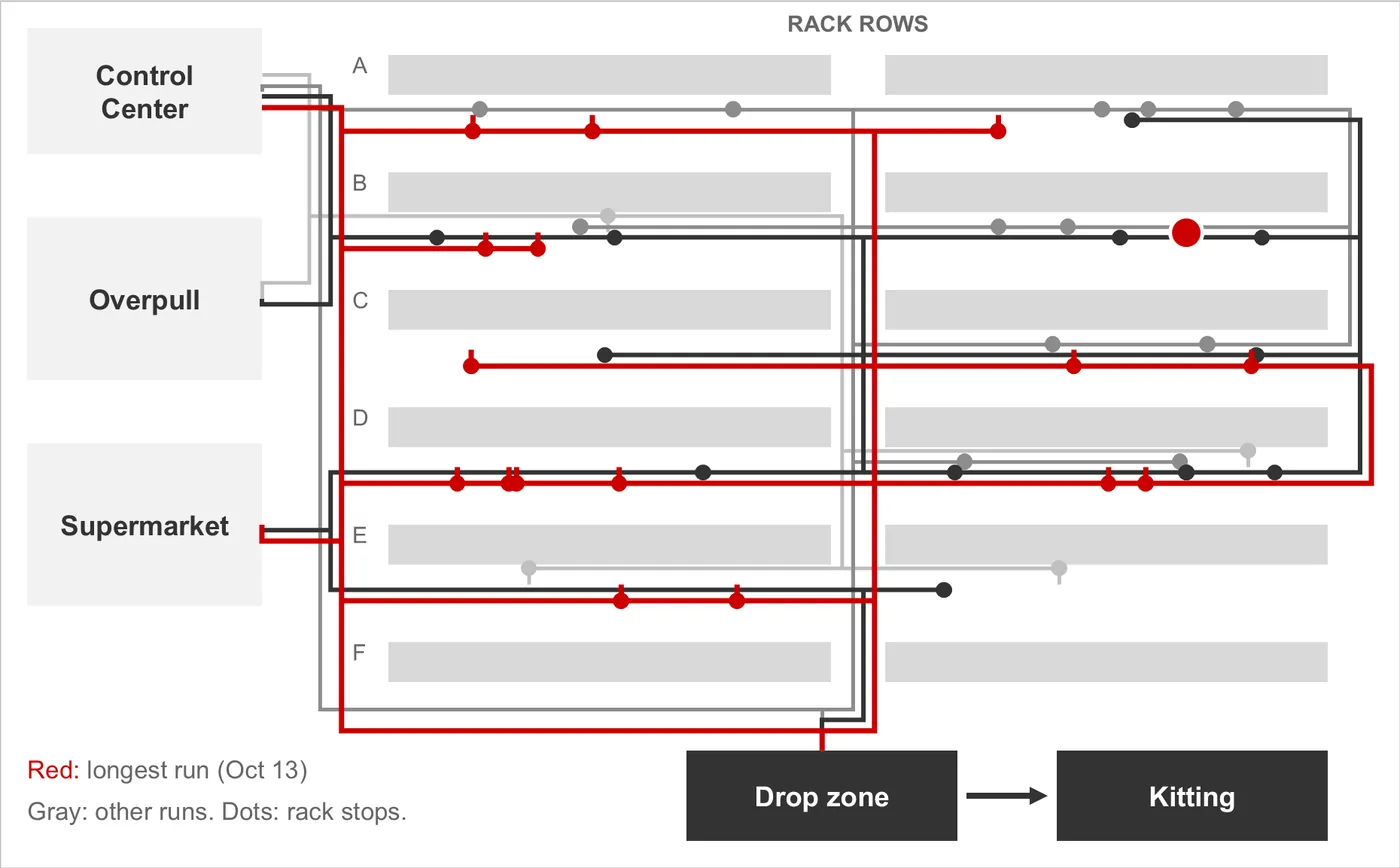 RACK ROWS
Control
Center
A
B
Overpull
C
D
Supermarket
E
F
Red: longest run (Oct 13)
Gray: other runs. Dots: rack stops.
Drop zone
Kitting